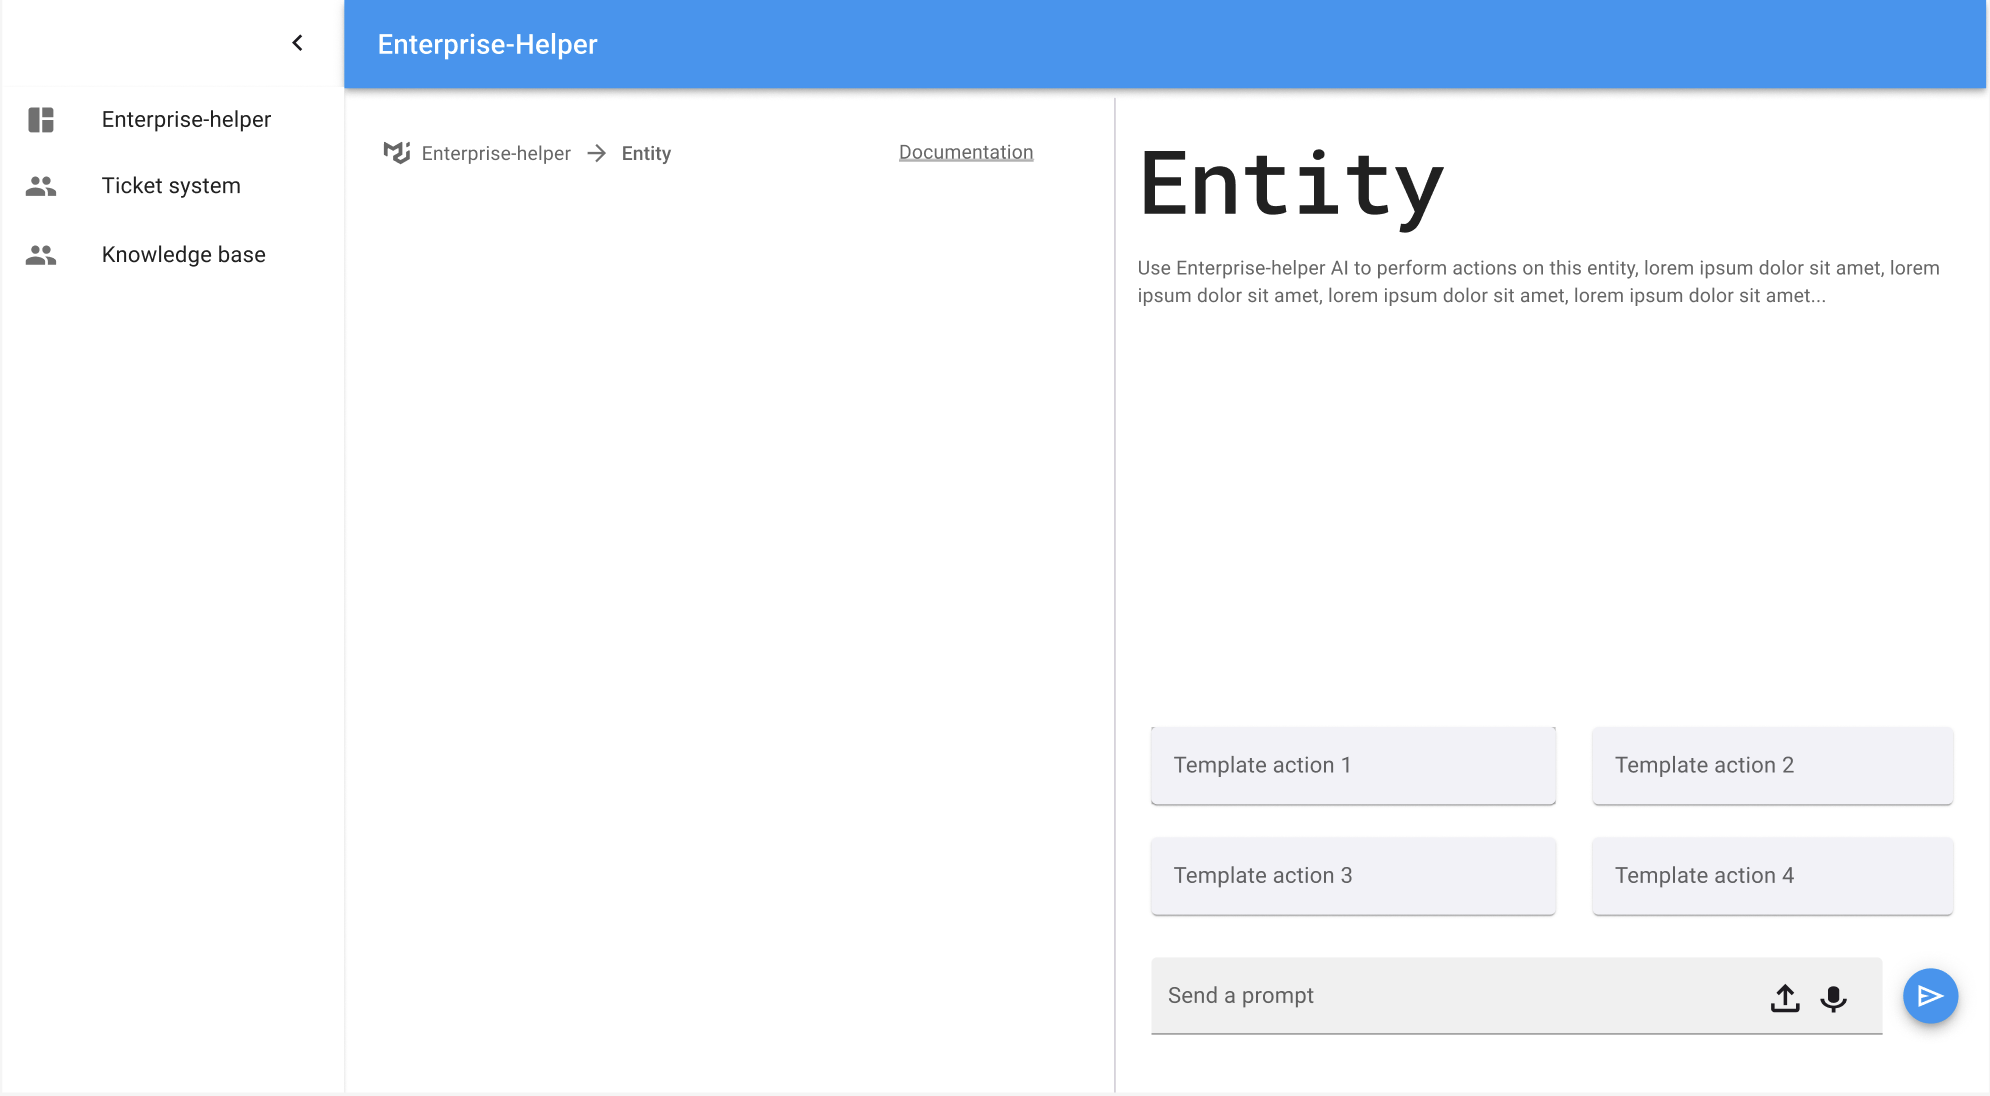 Enterprise-Helper
Enterprise-helper
Ticket system
Knowledge base
Enterprise-helper → Entity
Documentation
Entity
Use Enterprise-helper AI to perform actions on this entity, lorem ipsum dolor sit amet, lorem
ipsum dolor sit amet, lorem ipsum dolor sit amet, lorem ipsum dolor sit amet...
Template action 1
Template action 2
Template action 3
Template action 4
Send a prompt